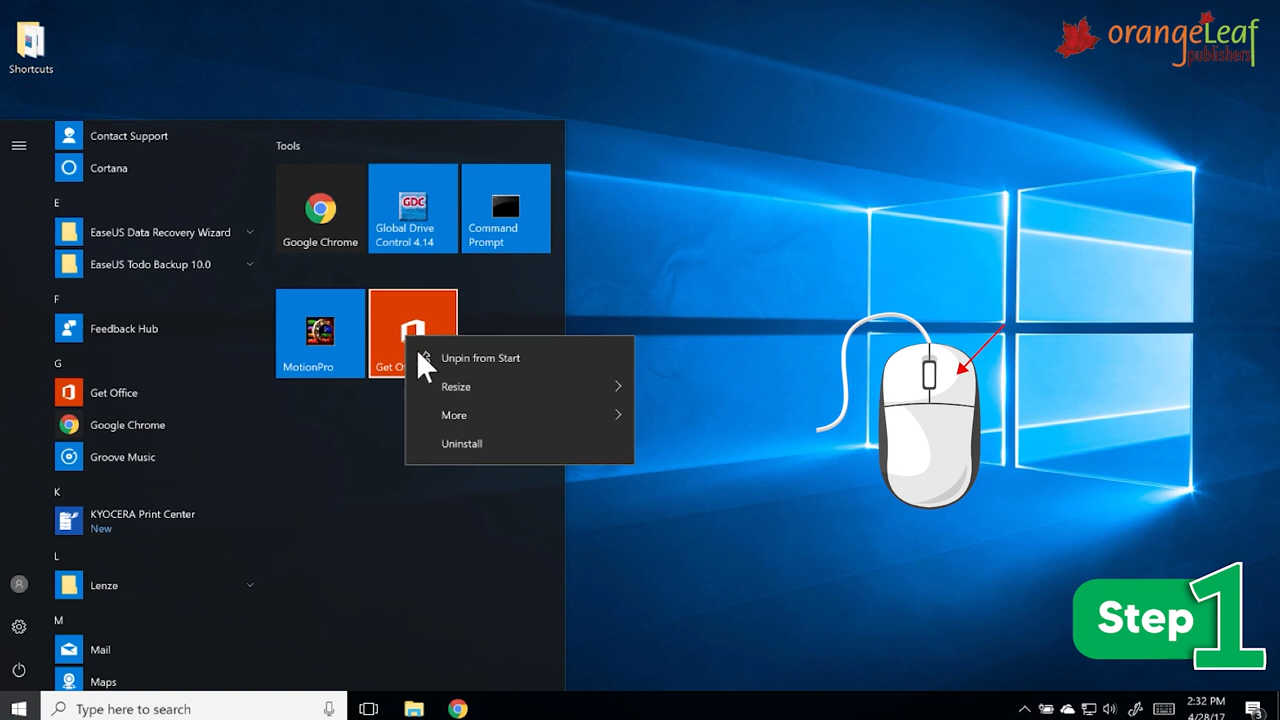 orangeLeaf
publishers
Shortcuts
Contact Support
Cortana
E
EaseUS Data Recovery Wizard
EaseUS Todo Backup 10.0
F
Feedback Hub
G
Get Office
Google Chrome
Groove Music
K
KYOCERA Print Center
New
L
Lenze
M
Mail
Maps
Tools
Google Chrome
GDC
Global Drive
Control 4.14
Command
Prompt
MotionPro
Get Of
Unpin from Start
Resize
More
Uninstall
Step 1
Type here to search
2:32 PM
4/28/17
3